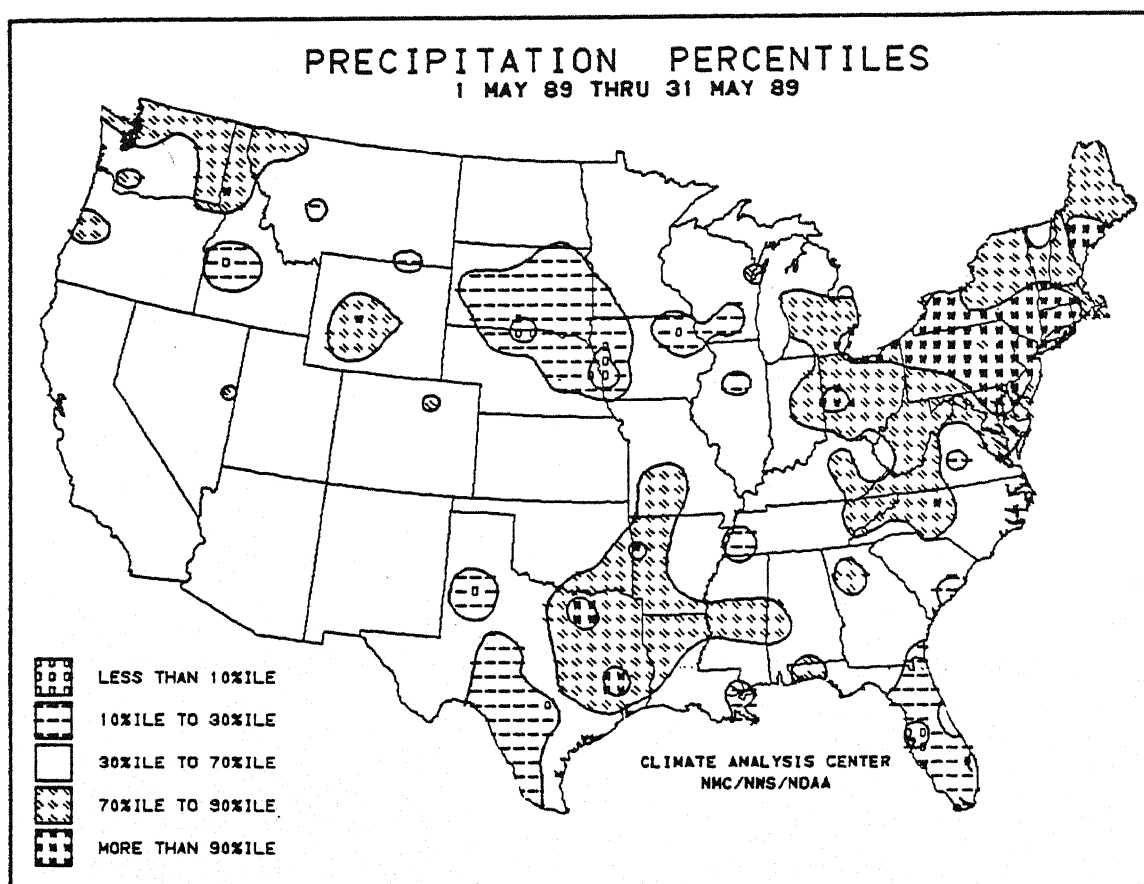 PRECIPITATION PERCENTILES
1 MAY 89 THRU 31 MAY 89
LESS THAN 10%ILE
10%ILE TO 30%ILE
30%ILE TO 70%ILE
70%ILE TO 90%ILE
MORE THAN 90%ILE
CLIMATE ANALYSIS CENTER
NMC/NWS/NOAA